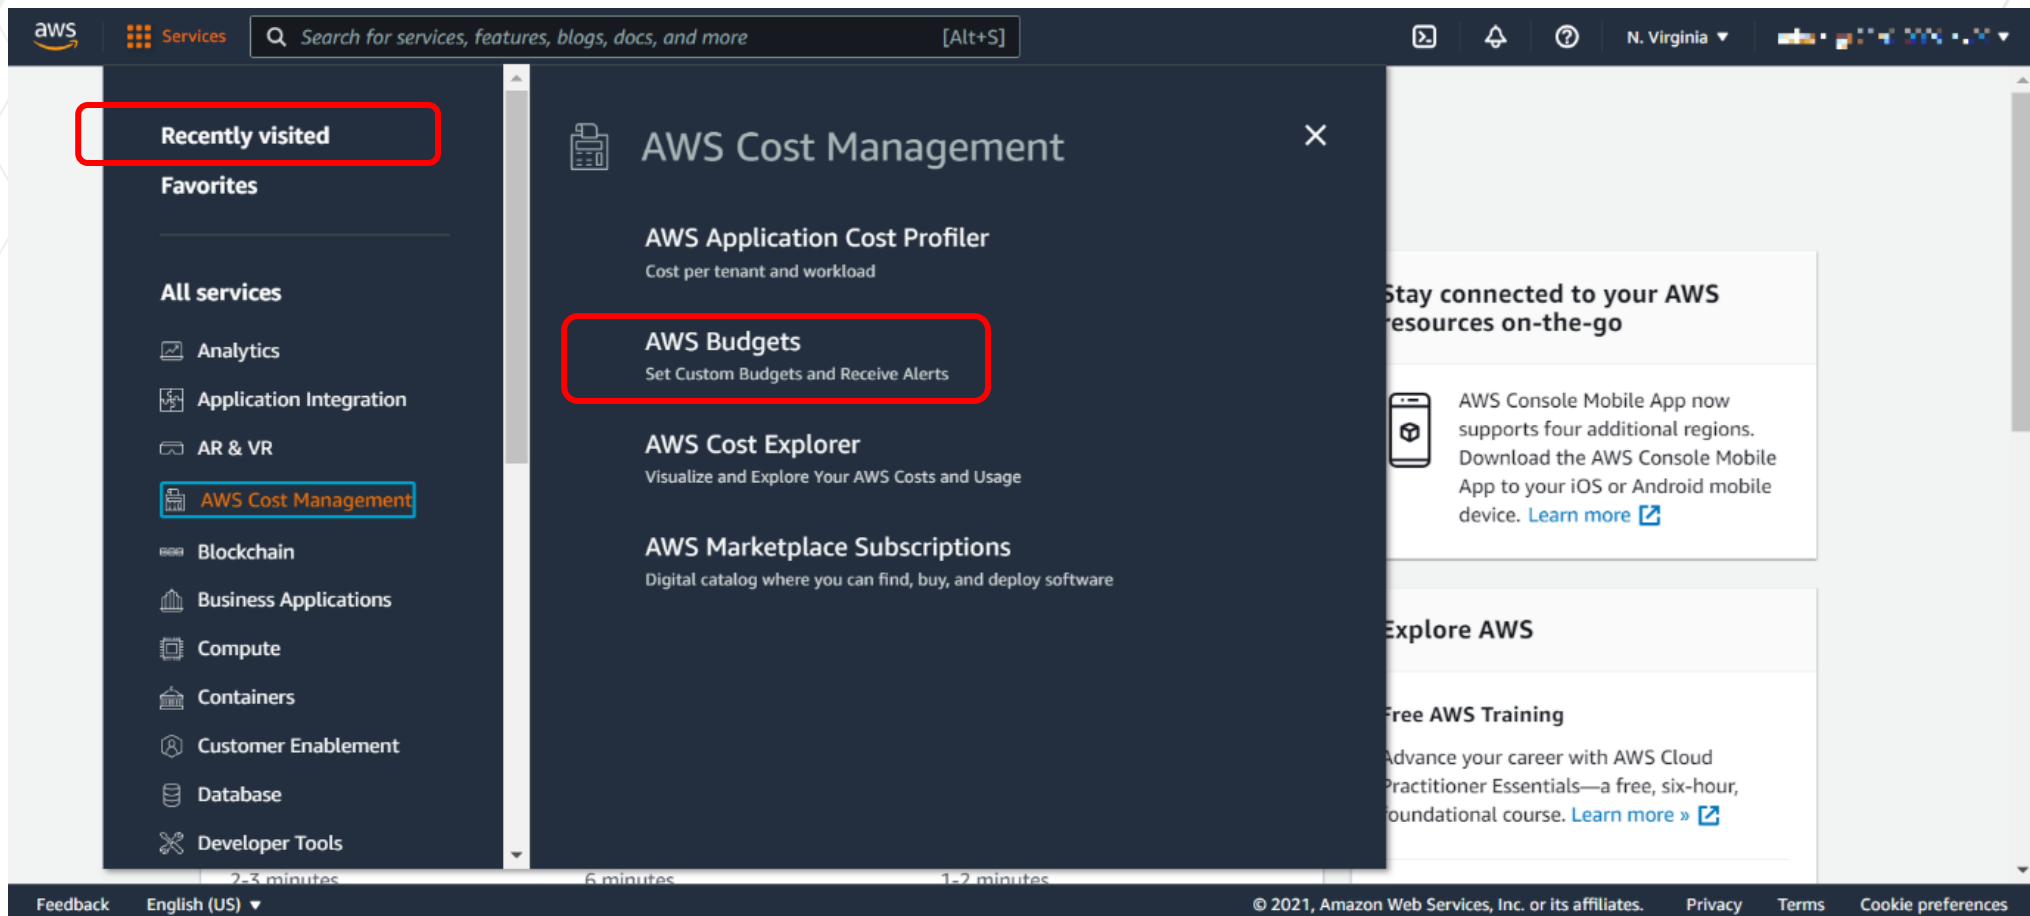 aws
Services
Search for services, features, blogs, docs, and more [Alt+S]
N. Virginia
Recently visited
Favorites
All services
Analytics
Application Integration
AR & VR
AWS Cost Management
Blockchain
Business Applications
Compute
Containers
Customer Enablement
Database
Developer Tools
AWS Cost Management
AWS Application Cost Profiler
Cost per tenant and workload
AWS Budgets
Set Custom Budgets and Receive Alerts
AWS Cost Explorer
Visualize and Explore Your AWS Costs and Usage
AWS Marketplace Subscriptions
Digital catalog where you can find, buy, and deploy software
Stay connected to your AWS
resources on-the-go
AWS Console Mobile App now
supports four additional regions.
Download the AWS Console Mobile
App to your iOS or Android mobile
device. Learn more
Explore AWS
Free AWS Training
Advance your career with AWS Cloud
Practitioner Essentials—a free, six-hour,
foundational course. Learn more »
2-3 minutes
6 minutes
1-2 minutes
Feedback
English (US)
© 2021, Amazon Web Services, Inc. or its affiliates.
Privacy
Terms
Cookie preferences